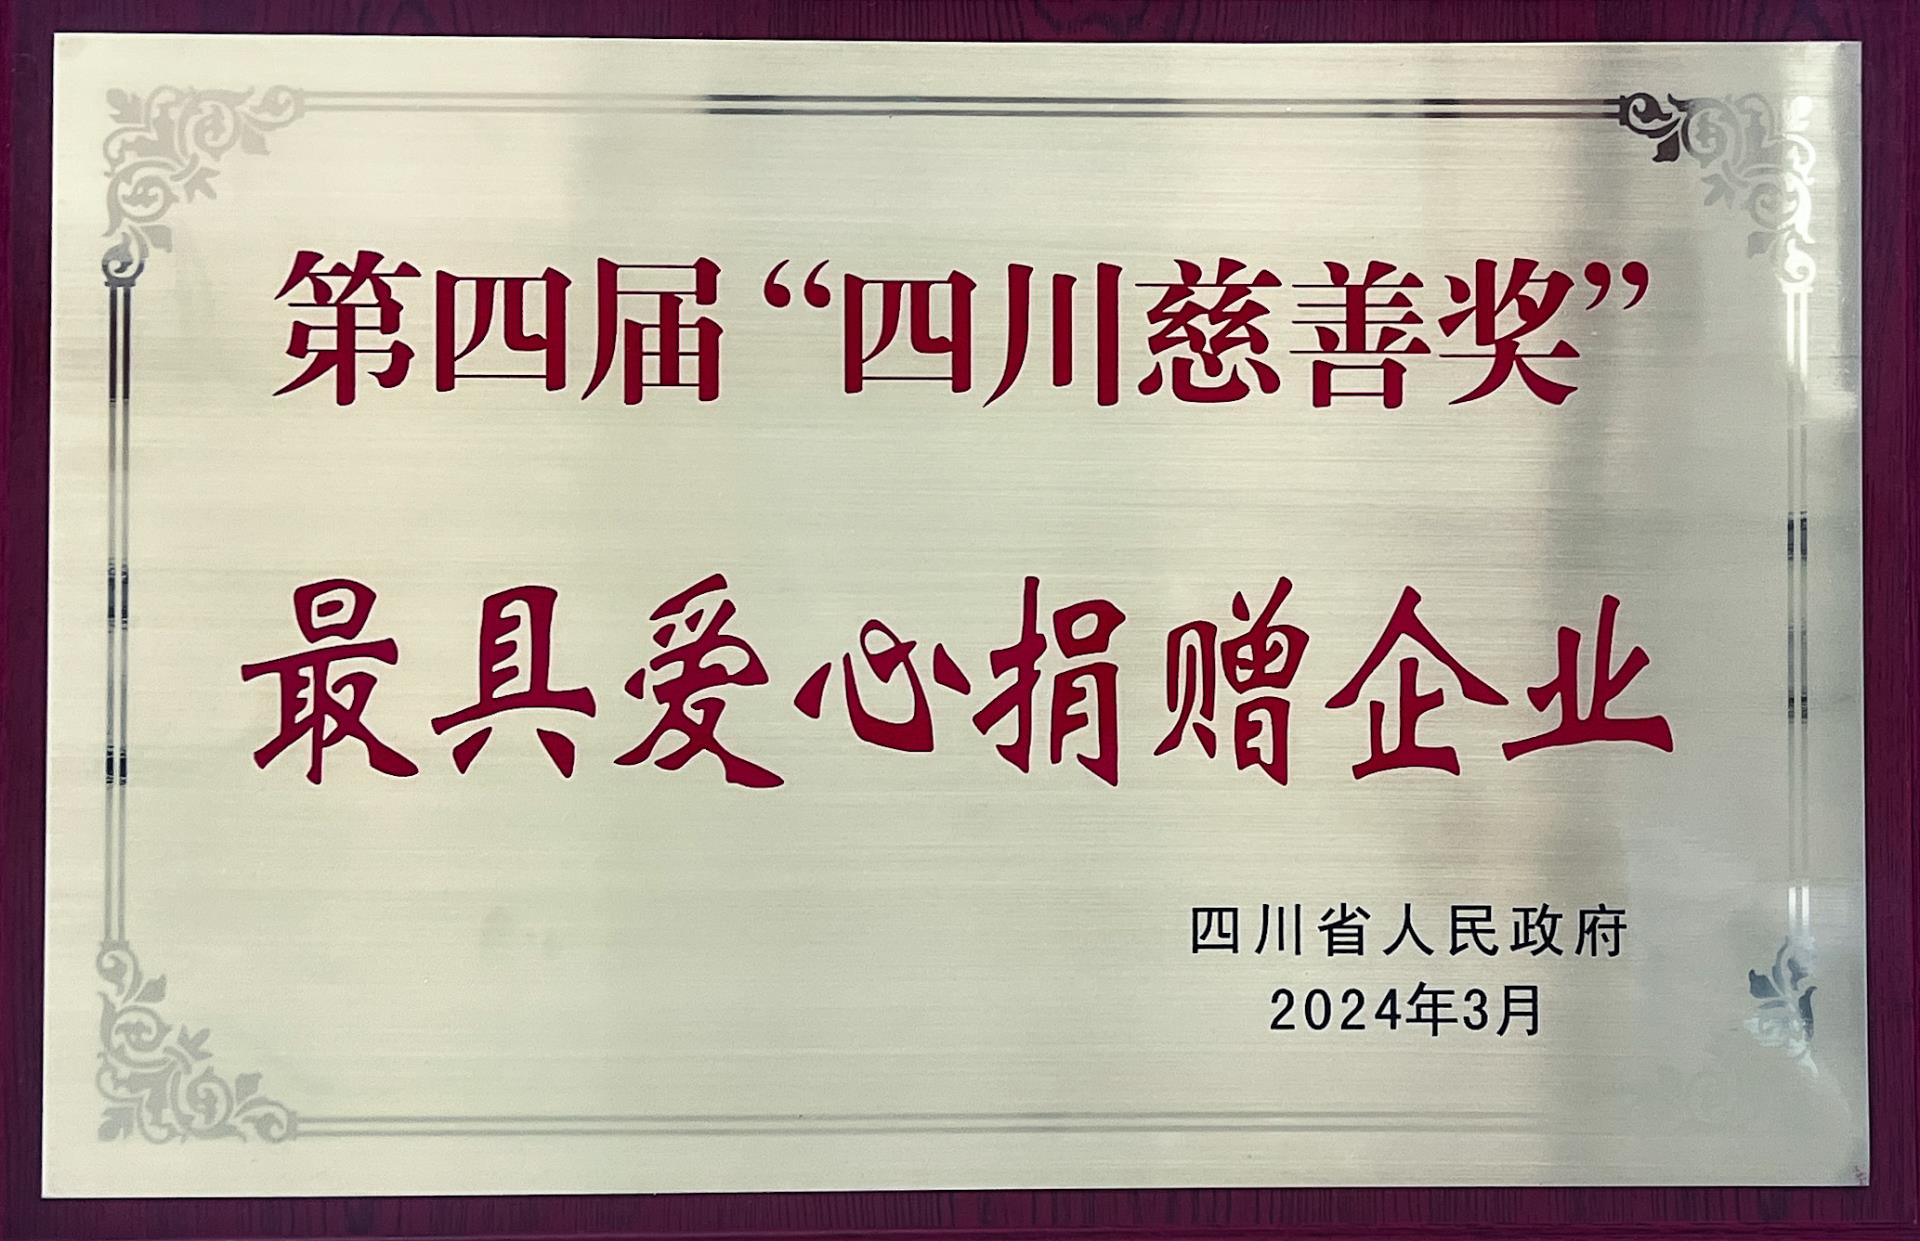 第四届“四川慈善奖”
最具爱心捐赠企业
四川省人民政府
2024年3月